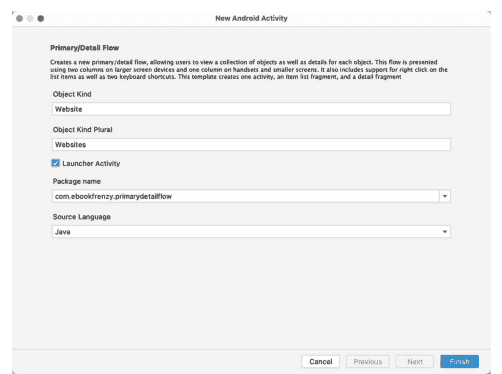 New Android Activity
Primary/Detail Flow
Creates a new primary/detail flow, allowing users to view a collection of objects as well as details for each object. This flow is presented
using two columns on larger screen devices and one column on handsets and smaller screens. It also includes support for right click on the
list items as well as two keyboard shortcuts. This template creates one activity, an item list fragment, and a detail fragment
Object Kind
Website
Object Kind Plural
Websites
Launcher Activity
Package name
com.ebookfrenzy.primarydetailflow
Source Language
Java
Cancel Previous Next Finish